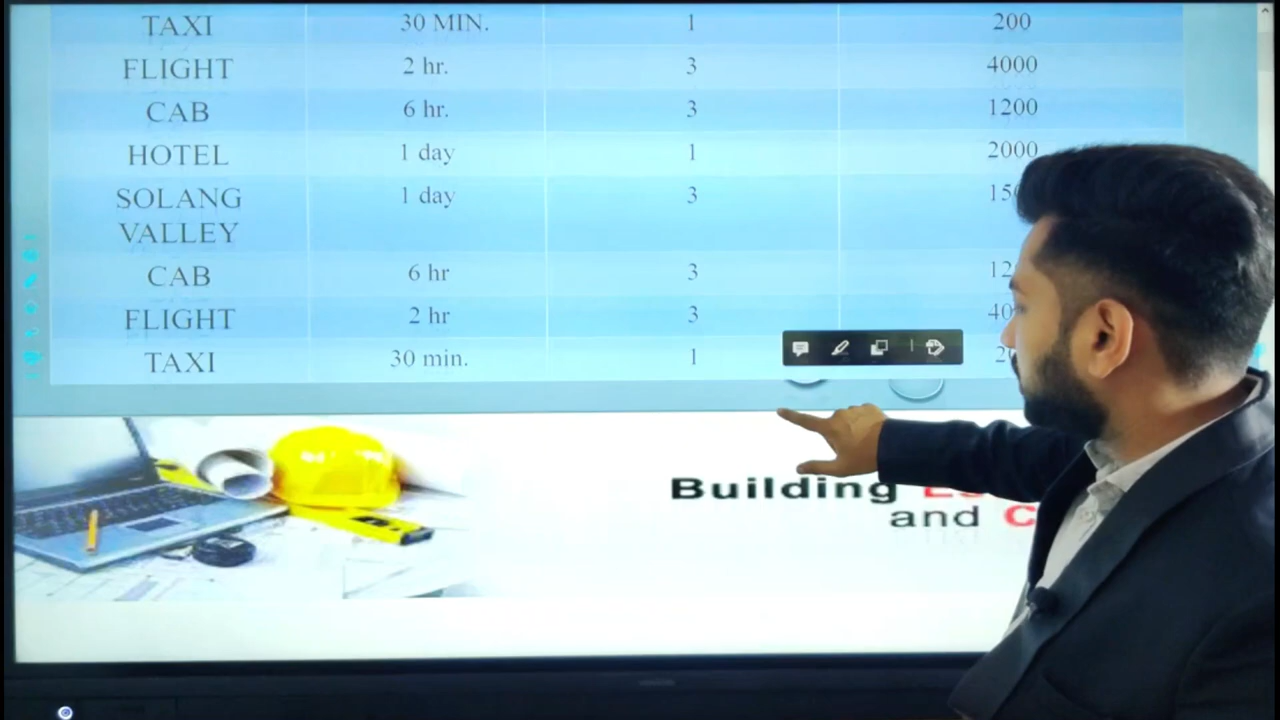 TAXI 30 MIN. 1 200
FLIGHT 2 hr. 3 4000
CAB 6 hr. 3 1200
HOTEL 1 day 1 2000
SOLANG 1 day 3
VALLEY
CAB 6 hr 3
FLIGHT 2 hr 3
TAXI 30 min. 1
Building
and